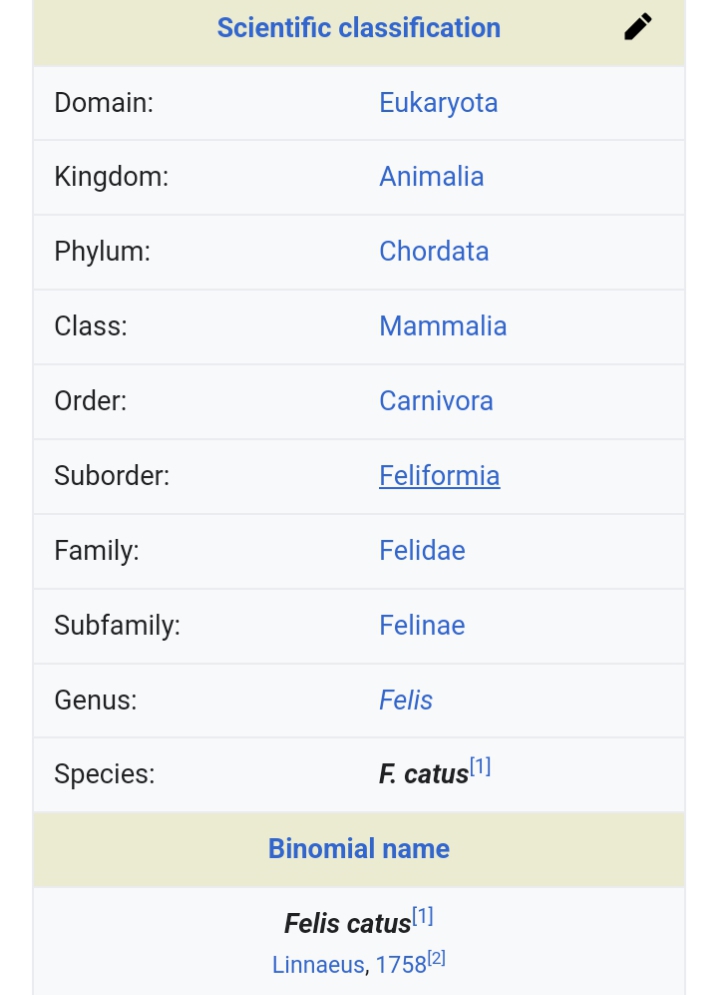 Scientific classification
Domain: Eukaryota
Kingdom: Animalia
Phylum: Chordata
Class: Mammalia
Order: Carnivora
Suborder: Feliformia
Family: Felidae
Subfamily: Felinae
Genus: Felis
Species: F. catus[1]
Binomial name
Felis catus[1]
Linnaeus, 1758[2]